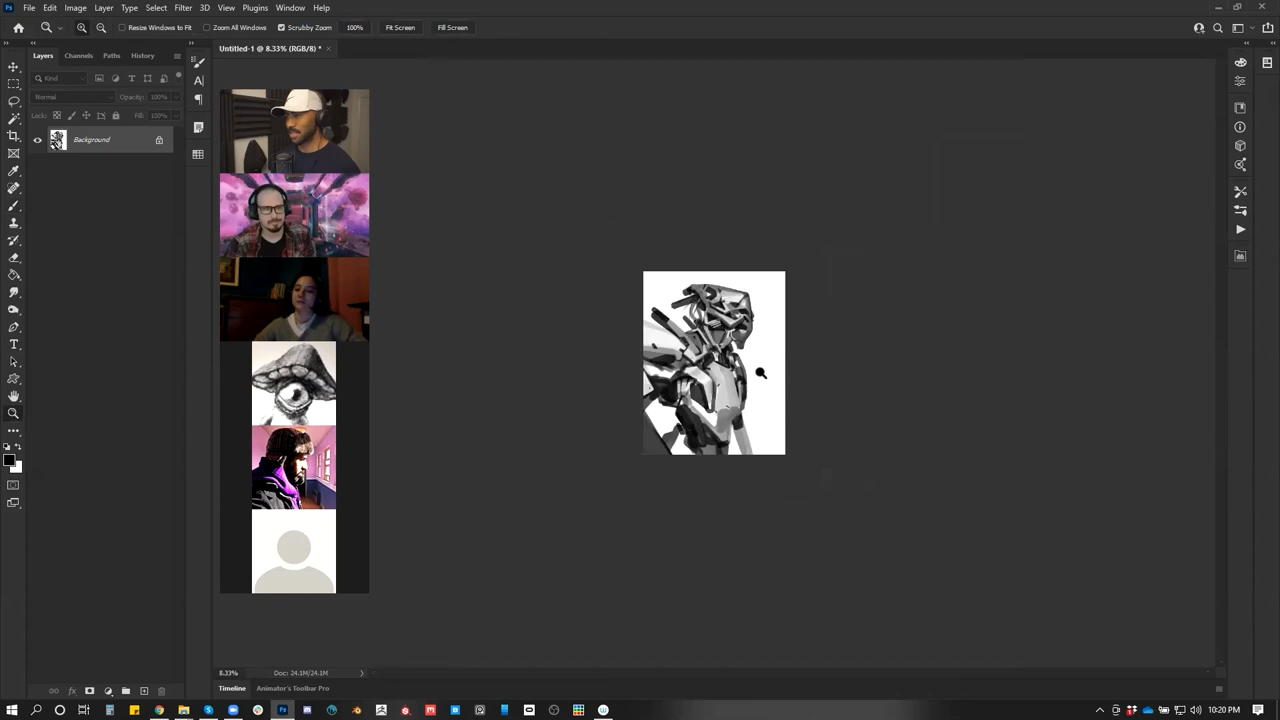 Ps File Edit Image Layer Type Select Filter 3D View Plugins Window Help
Resize Windows to Fit Zoom All Windows Scrubby Zoom 100% Fit Screen Fill Screen
Layers Channels Paths History
Untitled-1 @ 8.33% (RGB/8) *
Kind
Normal Opacity: 100%
Lock: Fill: 100%
Background
8.33% Doc: 24.1M/24.1M
Timeline Animator's Toolbar Pro
10:20 PM